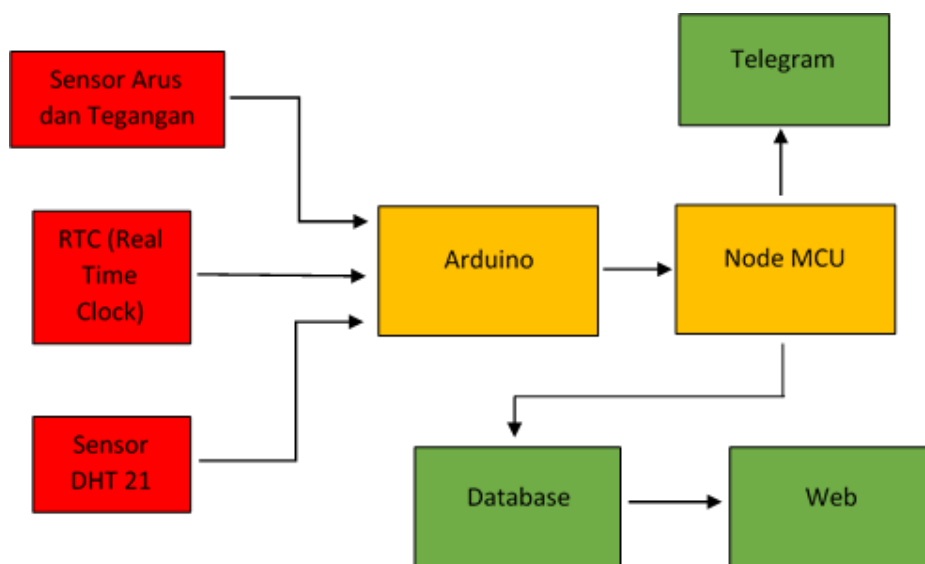 Sensor Arus
dan Tegangan
RTC (Real
Time
Clock)
Sensor
DHT 21
Arduino
Node MCU
Telegram
Database
Web